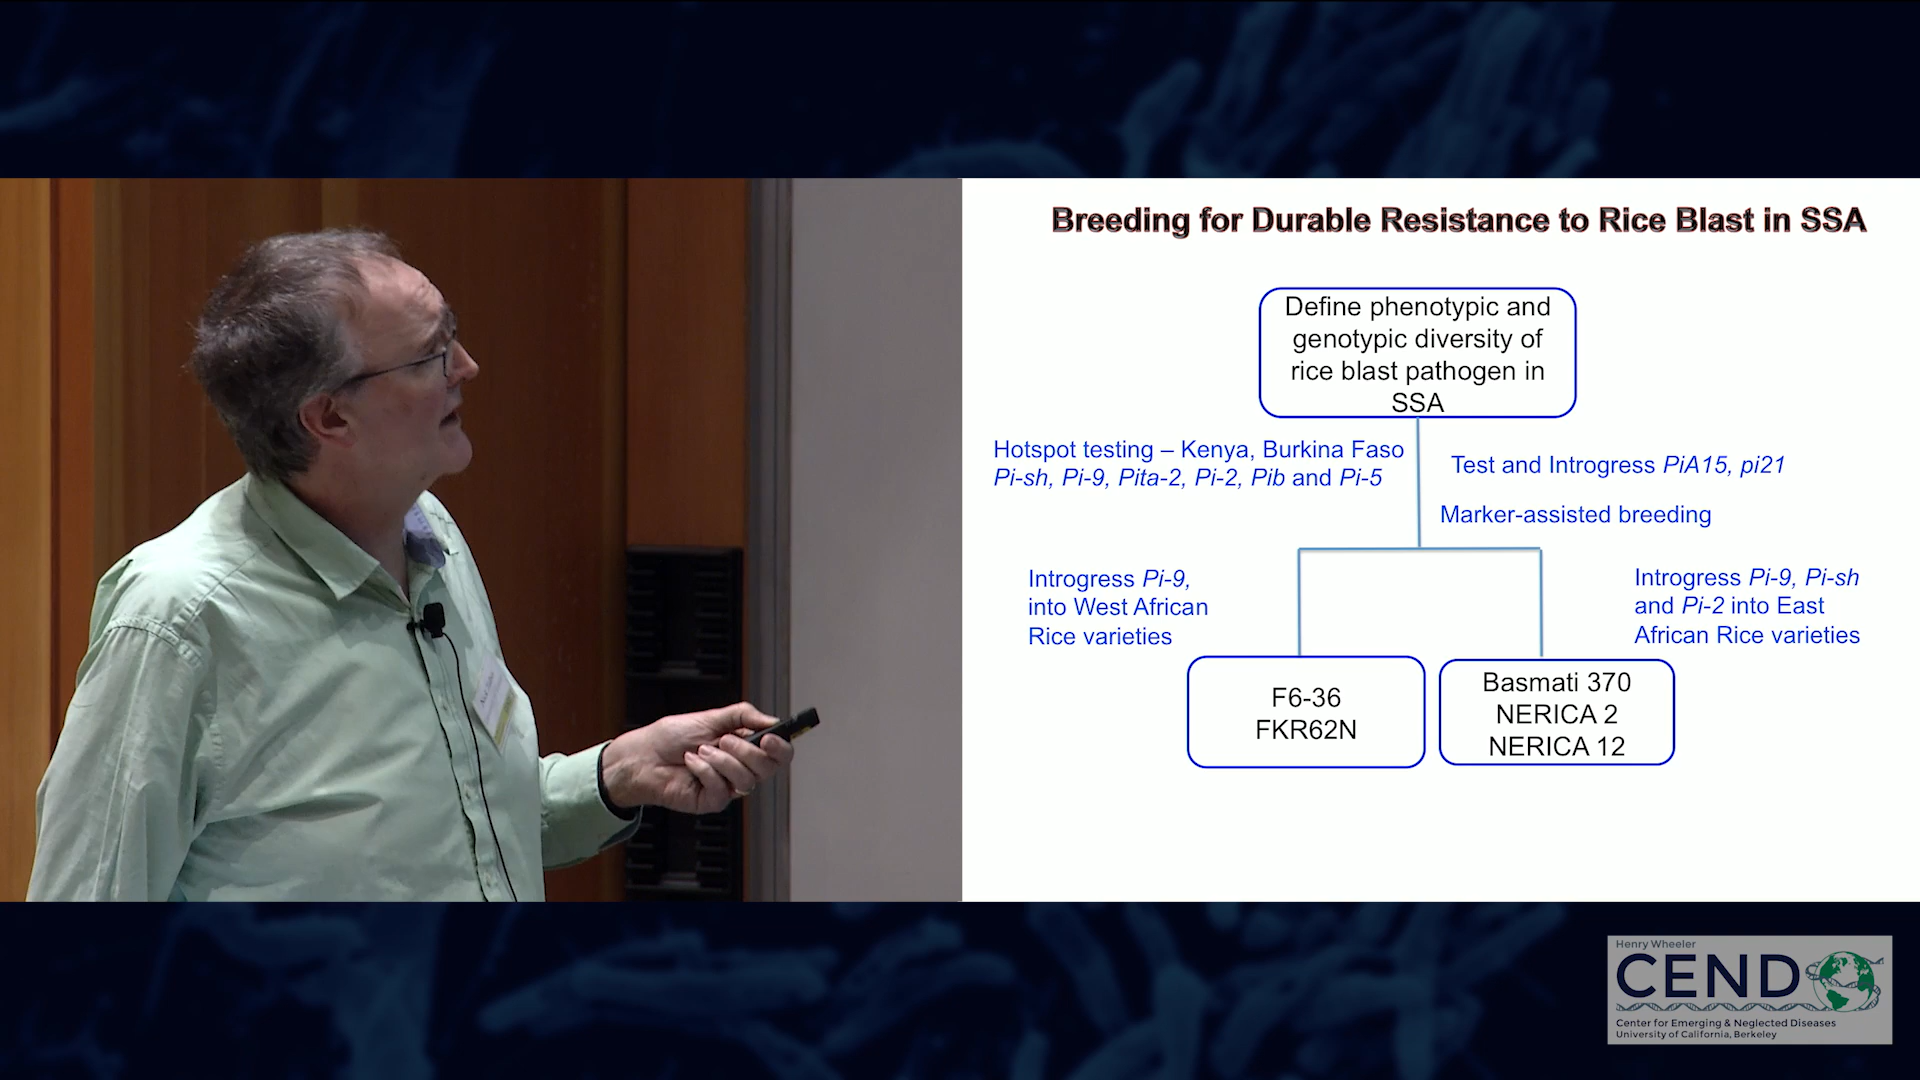 Breeding for Durable Resistance to Rice Blast in SSA
Define phenotypic and
genotypic diversity of
rice blast pathogen in
SSA
Hotspot testing – Kenya, Burkina Faso
Pi-sh, Pi-9, Pita-2, Pi-2, Pib and Pi-5
Test and Introgress PiA15, pi21
Marker-assisted breeding
Introgress Pi-9,
into West African
Rice varieties
Introgress Pi-9, Pi-sh
and Pi-2 into East
African Rice varieties
F6-36
FKR62N
Basmati 370
NERICA 2
NERICA 12
Henry Wheeler
CEND
Center for Emerging & Neglected Diseases
University of California, Berkeley